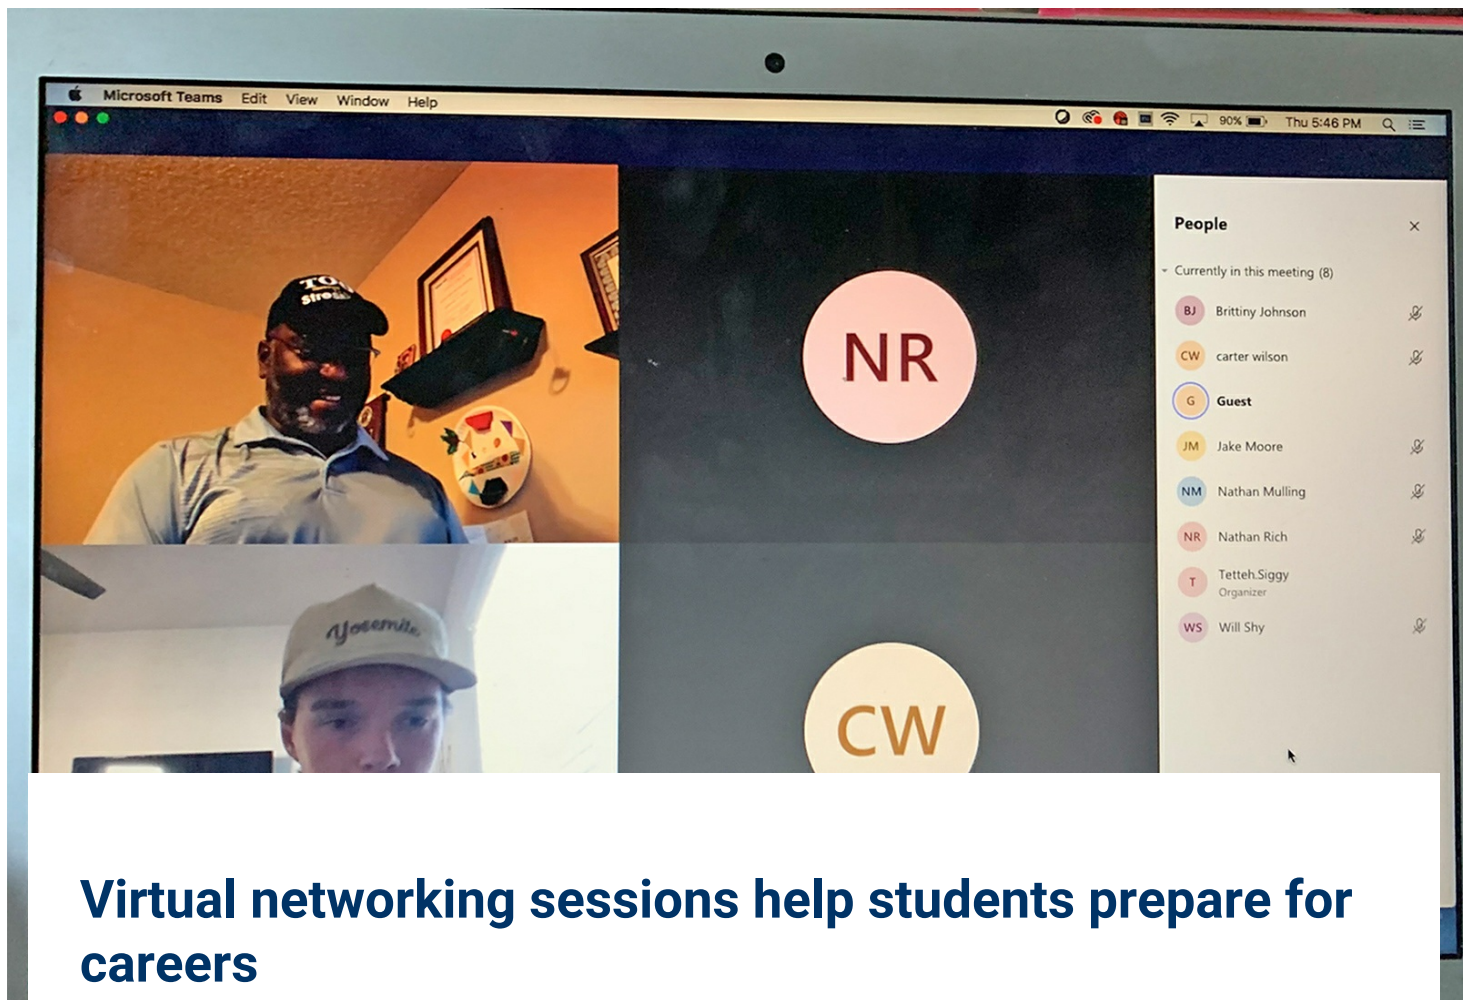 Microsoft Teams Edit View Window Help
90% Thu 5:46 PM
People
Currently in this meeting (8)
BJ Brittiny Johnson
CW carter wilson
G Guest
JM Jake Moore
NM Nathan Mulling
NR Nathan Rich
T Tetteh.Siggy
Organizer
WS Will Shy
NR
Yosemite
CW
Virtual networking sessions help students prepare for
careers